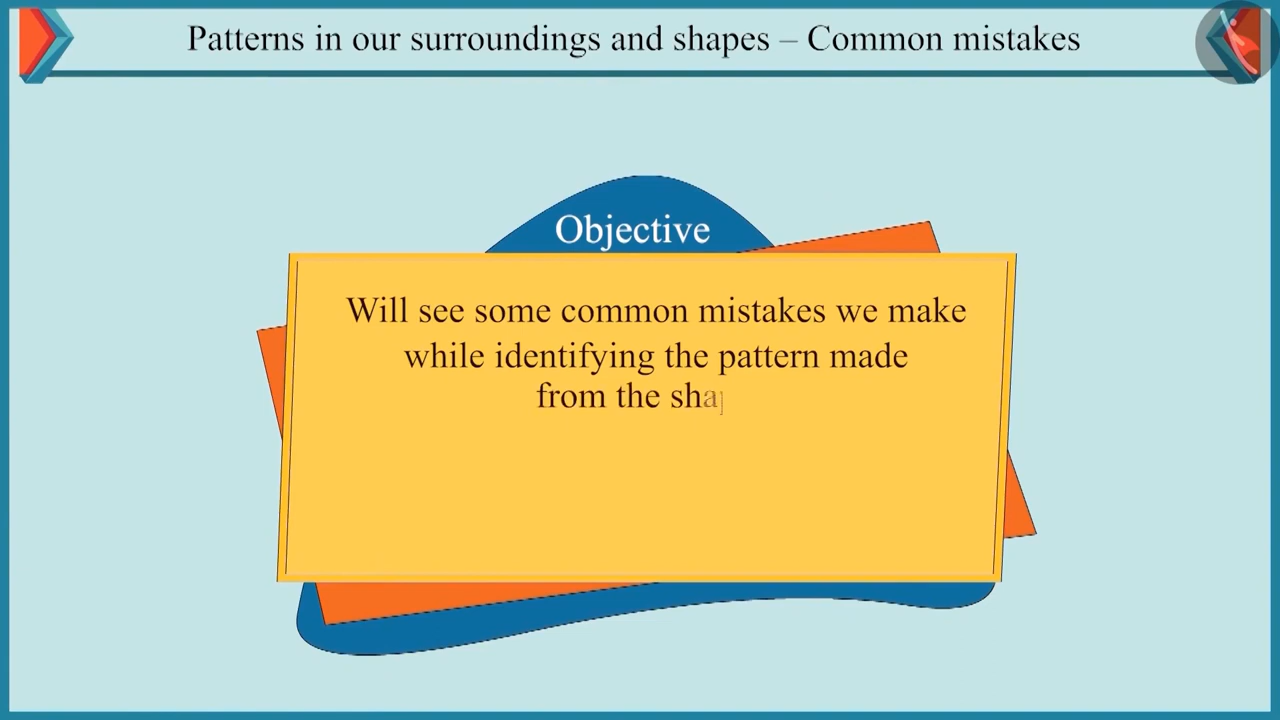 Patterns in our surroundings and shapes – Common mistakes
Objective
Will see some common mistakes we make
while identifying the pattern made
from the